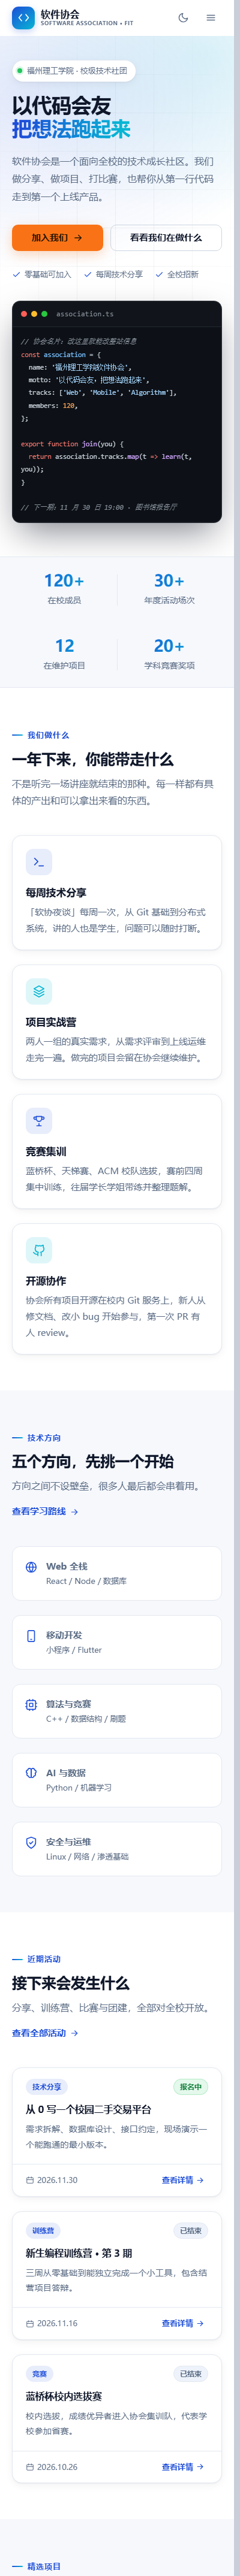 软件协会
SOFTWARE ASSOCIATION • FIT
福州理工学院 · 校级技术社团
以代码会友
把想法跑起来
软件协会是一个面向全校的技术成长社区。我们
做分享、做项目、打比赛，也帮你从第一行代码
走到第一个上线产品。
加入我们 →
看看我们在做什么
零基础可加入
每周技术分享
全校招新
association.ts
const association = {
name: '福州理工学院软件协会',
motto: '以代码会友，把想法跑起来',
tracks: ['Web', 'Mobile', 'Algorithm'],
members: 120,
};
export function join(you) {
return association.tracks.map(t => learn(t,
you));
}
// 下一期：11 月 30 日 19:00 · 图书馆报告厅
120+
在校成员
30+
年度活动场次
12
在维护项目
20+
学科竞赛奖项
我们做什么
一年下来，你能带走什么
不是听完一场讲座就结束的那种。每一样都有具
体的产出和可以拿出来看的东西。
每周技术分享
「软协夜谈」每周一次，从 Git 基础到分布式
系统，讲的人也是学生，问题可以随时打断。
项目实战营
两人一组的真实需求，从需求评审到上线运维
走完一遍。做完的项目会留在协会继续维护。
竞赛集训
蓝桥杯、天梯赛、ACM 校队选拔，赛前四周
集中训练，往届学长学姐带练并整理题解。
开源协作
协会所有项目开源在校内 Git 服务上，新人从
修文档、改小 bug 开始参与，第一次 PR 有
人 review。
技术方向
五个方向，先挑一个开始
方向之间不设壁垒，很多人最后都会串着用。
查看学习路线 →
Web 全栈
React / Node / 数据库
移动开发
小程序 / Flutter
算法与竞赛
C++ / 数据结构 / 刷题
AI 与数据
Python / 机器学习
安全与运维
Linux / 网络 / 渗透基础
近期活动
接下来会发生什么
分享、训练营、比赛与团建，全部对全校开放。
查看全部活动 →
技术分享
报名中
从 0 写一个校园二手交易平台
需求拆解、数据库设计、接口约定，现场演示一
个能跑通的最小版本。
2026.11.30
查看详情 →
训练营
已结束
新生编程训练营 · 第 3 期
三周从零基础到能独立完成一个小工具，包含结
营项目答辩。
2026.11.16
查看详情 →
竞赛
已结束
蓝桥杯校内选拔赛
校内选拔，成绩优异者进入协会集训队，代表学
校参加省赛。
2026.10.26
查看详情 →
精选项目